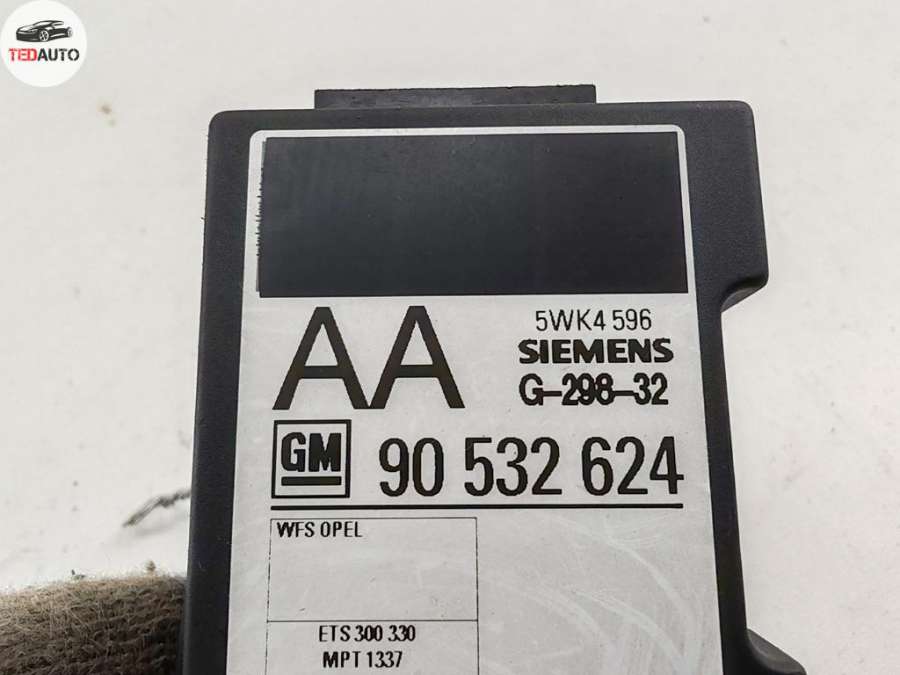 TEDAUTO
AA
5WK4 596
SIEMENS
G-298-32
GM
90 532 624
WFS OPEL
ETS 300 330
MPT 1337